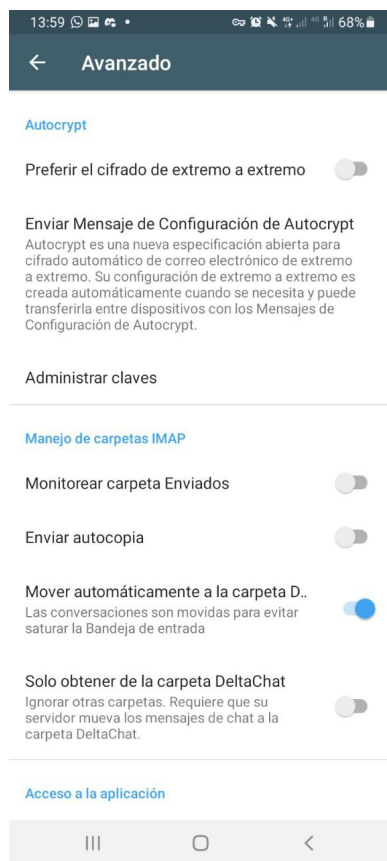 13:59 68%
Avanzado
Autocrypt
Preferir el cifrado de extremo a extremo
Enviar Mensaje de Configuración de Autocrypt
Autocrypt es una nueva especificación abierta para
cifrado automático de correo electrónico de extremo
a extremo. Su configuración de extremo a extremo es
creada automáticamente cuando se necesita y puede
transferirla entre dispositivos con los Mensajes de
Configuración de Autocrypt.
Administrar claves
Manejo de carpetas IMAP
Monitorear carpeta Enviados
Enviar autocopia
Mover automáticamente a la carpeta D..
Las conversaciones son movidas para evitar
saturar la Bandeja de entrada
Solo obtener de la carpeta DeltaChat
Ignorar otras carpetas. Requiere que su
servidor mueva los mensajes de chat a la
carpeta DeltaChat.
Acceso a la aplicación